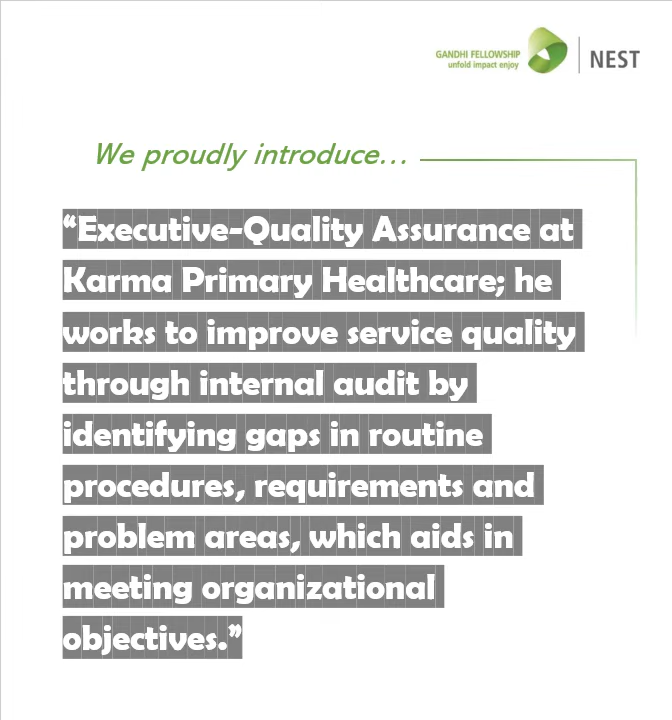 GANDHI FELLOWSHIP
unfold impact enjoy
NEST
We proudly introduce...
“Executive-Quality Assurance at
Karma Primary Healthcare; he
works to improve service quality
through internal audit by
identifying gaps in routine
procedures, requirements and
problem areas, which aids in
meeting organizational
objectives.”